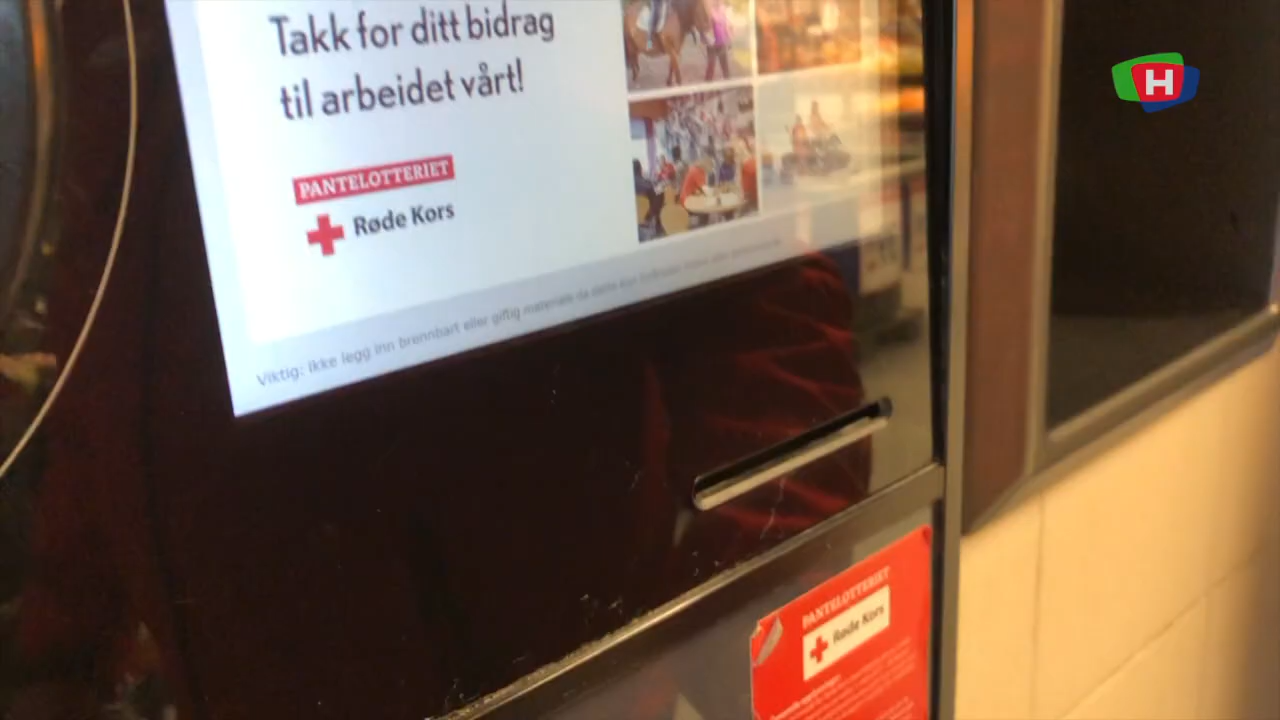 Takk for ditt bidrag
til arbeidet vårt!
PANTELOTTERIET
Røde Kors
Viktig: ikke legg inn brennbart eller giftig materiale da dette kan
H
PANTELOTTERIET
Røde Kors